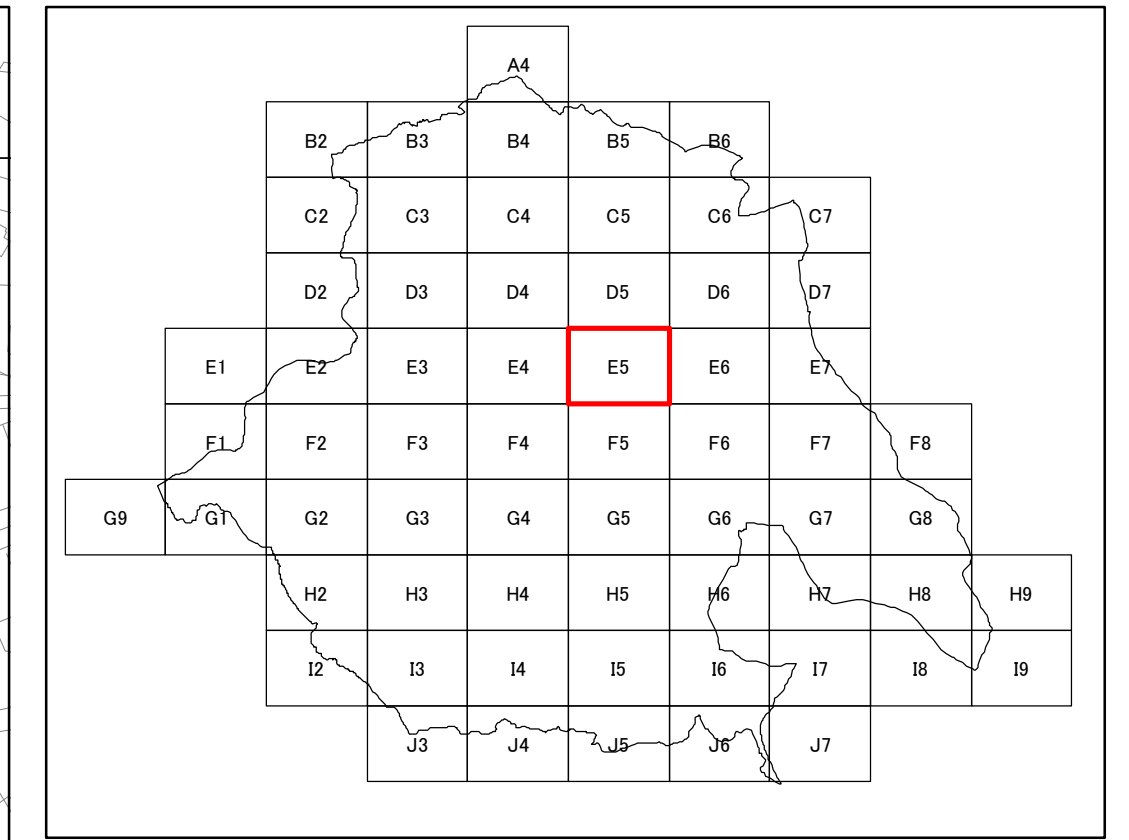 A4
B2 B3 B4 B5 B6
C2 C3 C4 C5 C6 C7
D2 D3 D4 D5 D6 D7
E1 E2 E3 E4 E5 E6 E7
F1 F2 F3 F4 F5 F6 F7 F8
G9 G1 G2 G3 G4 G5 G6 G7 G8
H2 H3 H4 H5 H6 H7 H8 H9
I2 I3 I4 I5 I6 I7 I8 I9
J3 J4 J5 J6 J7